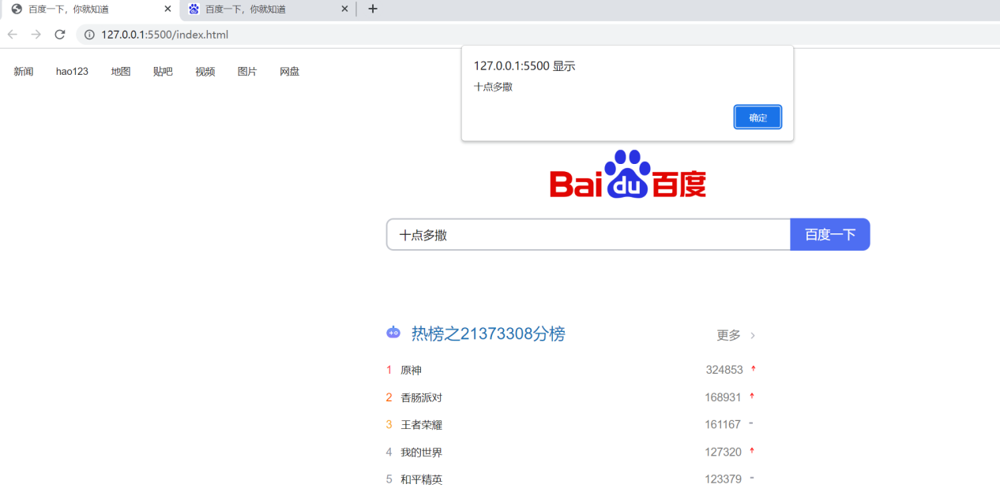 百度一下，你就知道
百度一下，你就知道
127.0.0.1:5500/index.html
新闻 hao123 地图 贴吧 视频 图片 网盘
127.0.0.1:5500 显示
十点多撒
确定
Bai du 百度
十点多撒 百度一下
热榜之21373308分榜 更多
1 原神 324853
2 香肠派对 168931
3 王者荣耀 161167 -
4 我的世界 127320
5 和平精英 123379 -